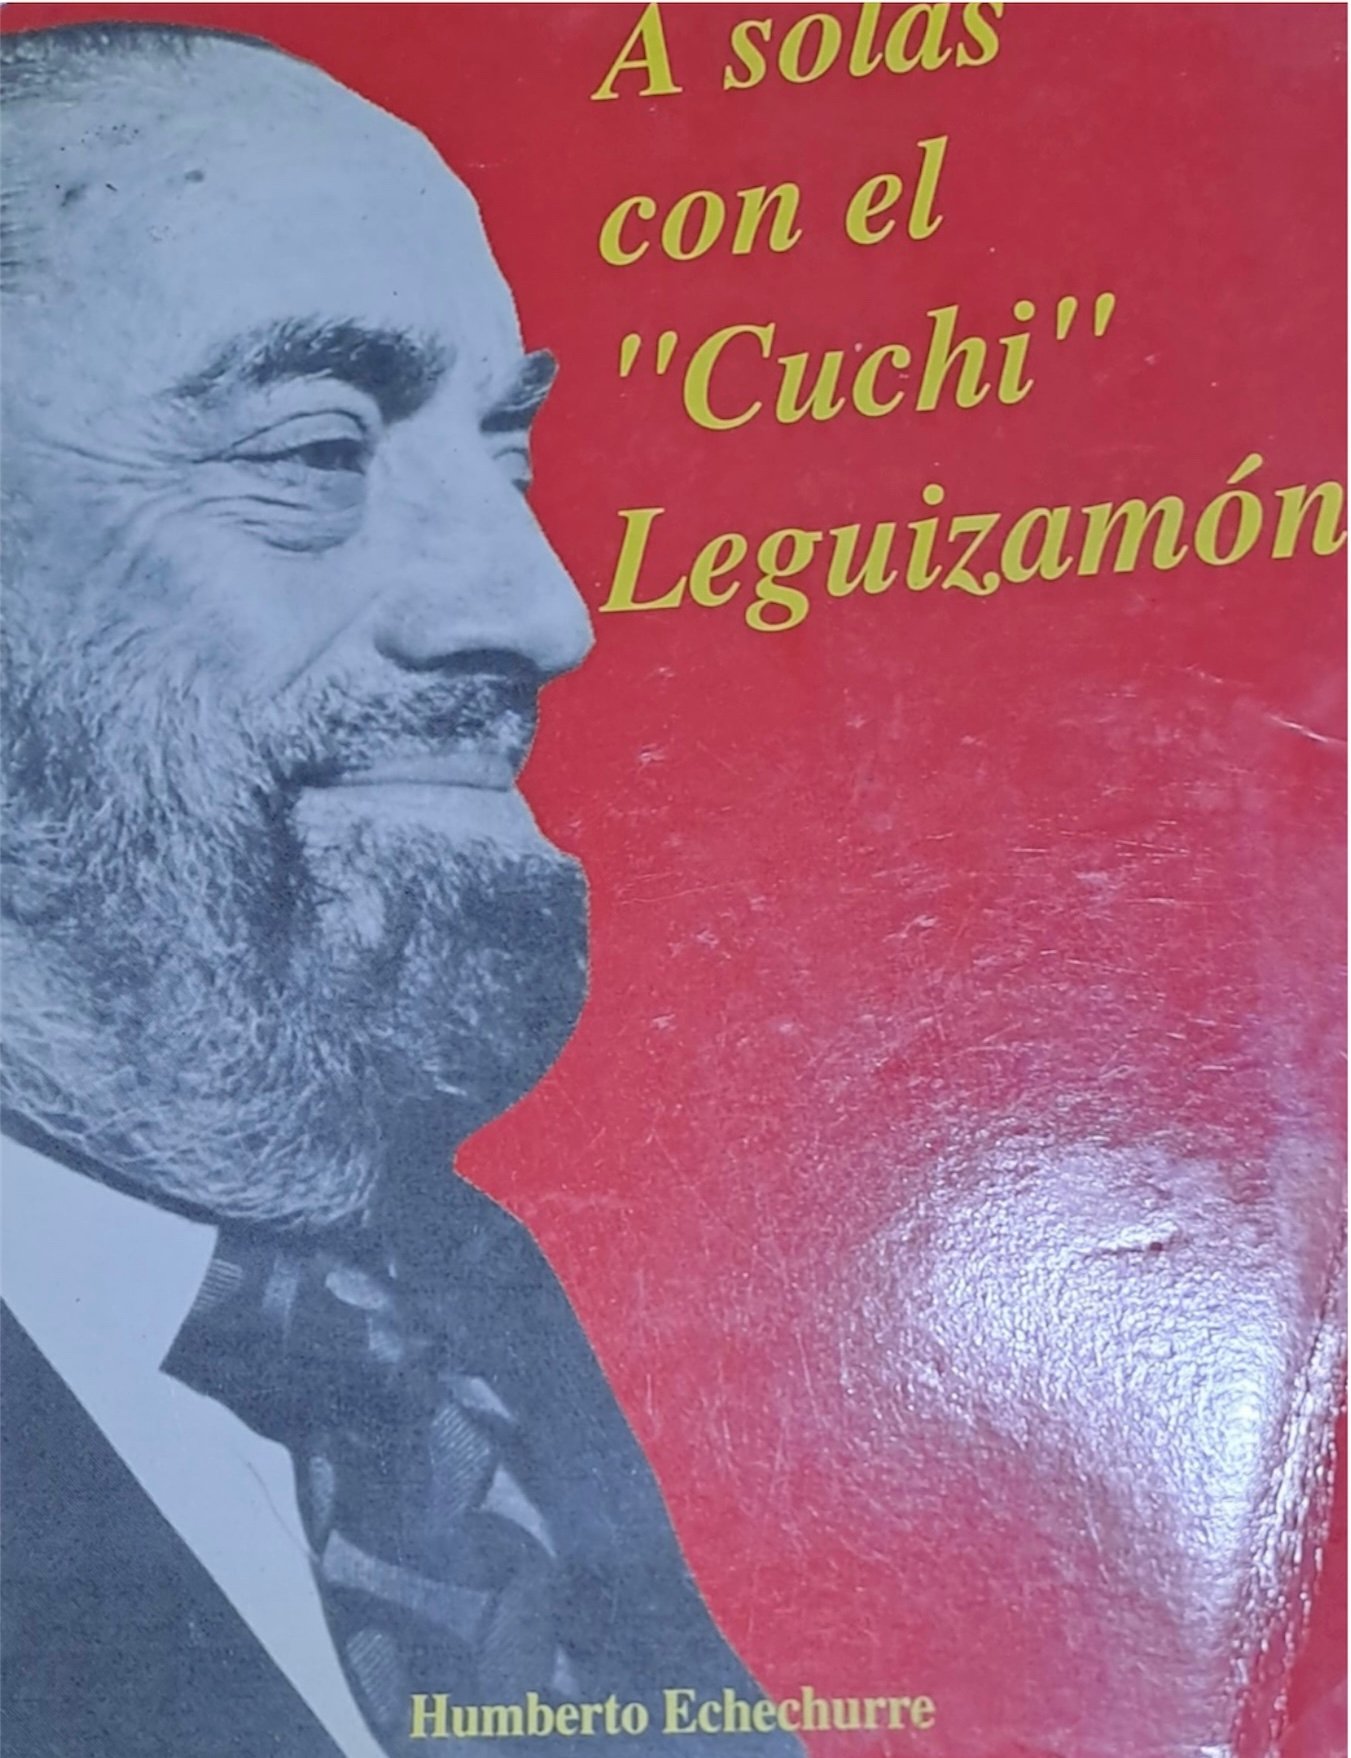 A solas
con el
"Cuchi"
Leguizamón
Humberto Echechurre